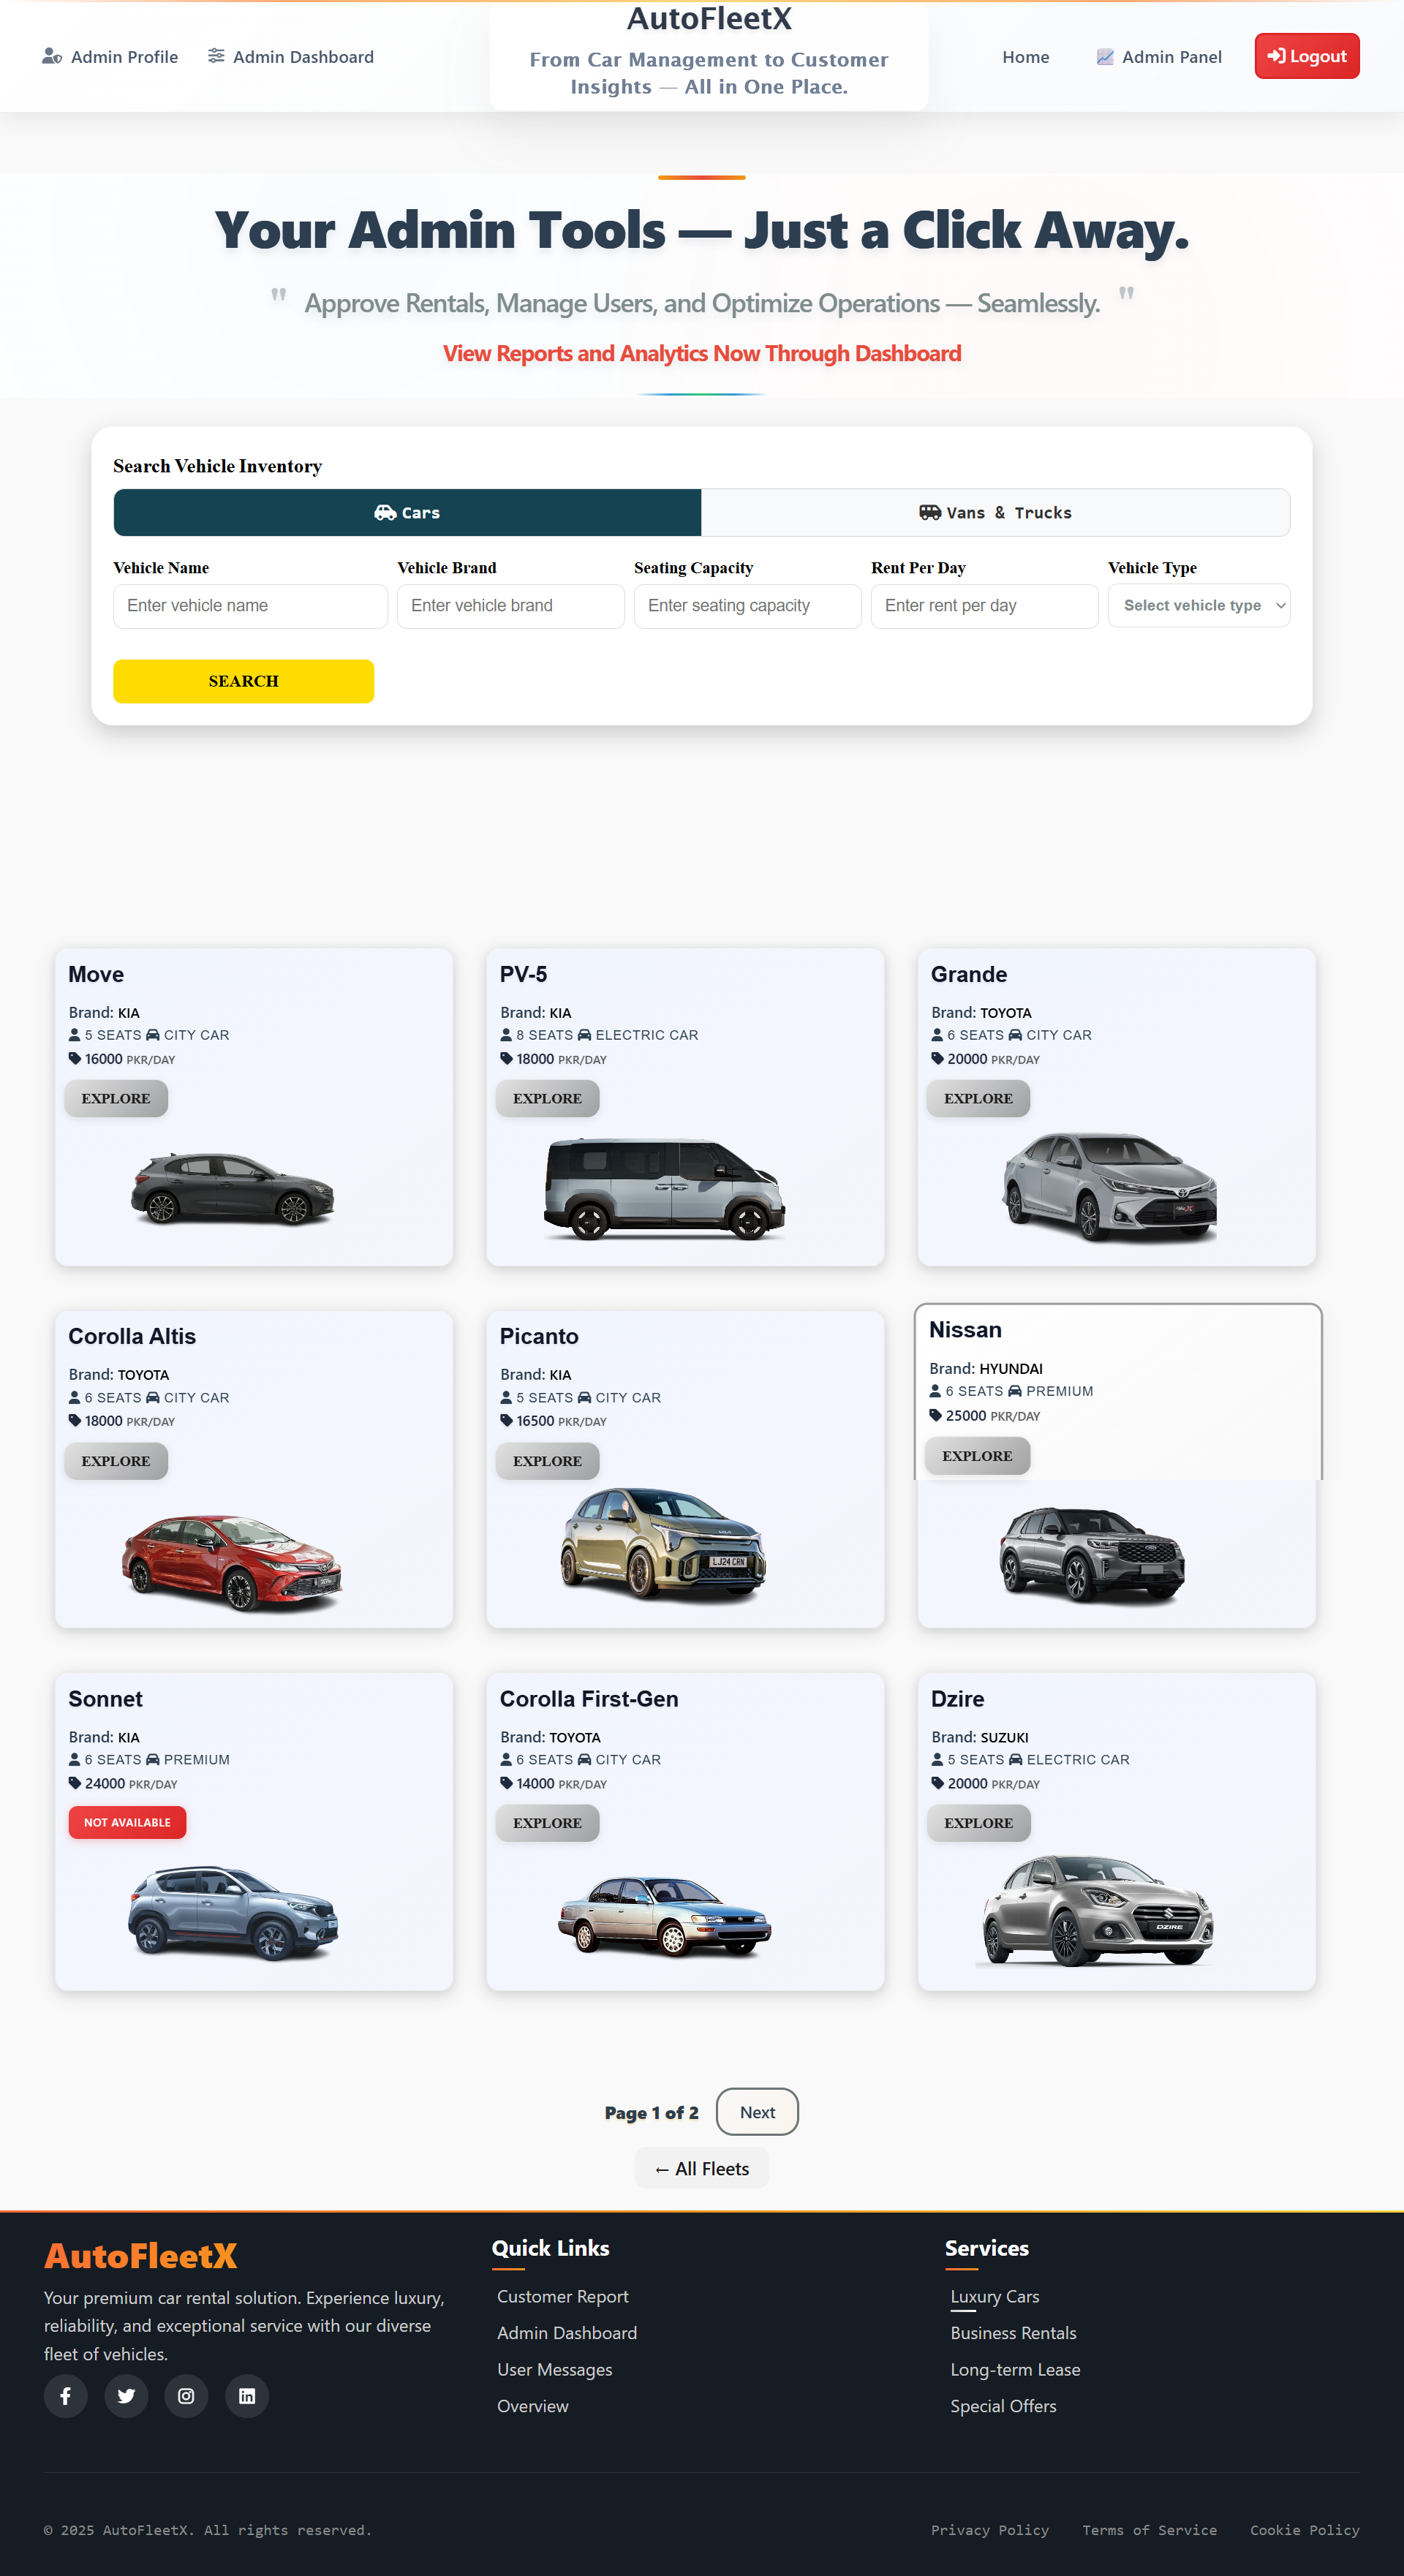 AutoFleetX
Admin Profile
Admin Dashboard
From Car Management to Customer
Insights — All in One Place.
Home
Admin Panel
Logout
Your Admin Tools — Just a Click Away.
" Approve Rentals, Manage Users, and Optimize Operations — Seamlessly. "
View Reports and Analytics Now Through Dashboard
Search Vehicle Inventory
Cars
Vans & Trucks
Vehicle Name
Vehicle Brand
Seating Capacity
Rent Per Day
Vehicle Type
Enter vehicle name
Enter vehicle brand
Enter seating capacity
Enter rent per day
Select vehicle type
SEARCH
Move
Brand: KIA
5 SEATS CITY CAR
16000 PKR/DAY
EXPLORE
PV-5
Brand: KIA
8 SEATS ELECTRIC CAR
18000 PKR/DAY
EXPLORE
Grande
Brand: TOYOTA
6 SEATS CITY CAR
20000 PKR/DAY
EXPLORE
Corolla Altis
Brand: TOYOTA
6 SEATS CITY CAR
18000 PKR/DAY
EXPLORE
Picanto
Brand: KIA
5 SEATS CITY CAR
16500 PKR/DAY
EXPLORE
LJ24 CRN
Nissan
Brand: HYUNDAI
6 SEATS PREMIUM
25000 PKR/DAY
EXPLORE
Sonnet
Brand: KIA
6 SEATS PREMIUM
24000 PKR/DAY
NOT AVAILABLE
Corolla First-Gen
Brand: TOYOTA
6 SEATS CITY CAR
14000 PKR/DAY
EXPLORE
Dzire
Brand: SUZUKI
5 SEATS ELECTRIC CAR
20000 PKR/DAY
EXPLORE
DZIRE
Page 1 of 2
Next
← All Fleets
AutoFleetX
Your premium car rental solution. Experience luxury,
reliability, and exceptional service with our diverse
fleet of vehicles.
Quick Links
Customer Report
Admin Dashboard
User Messages
Overview
Services
Luxury Cars
Business Rentals
Long-term Lease
Special Offers
© 2025 AutoFleetX. All rights reserved.
Privacy Policy
Terms of Service
Cookie Policy